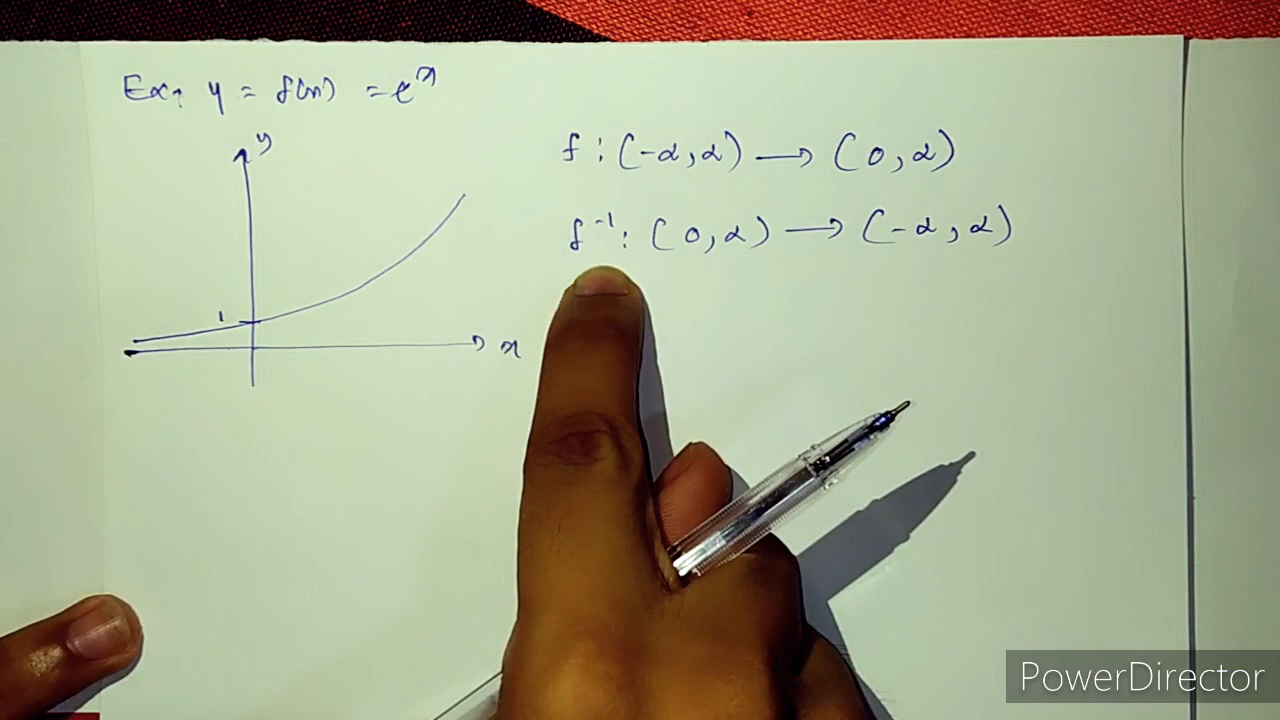 Ex. y = f(x) = e^x
y
1
x
f : (-α, α) → (0, α)
f^-1 : (0, α) → (-α, α)
PowerDirector